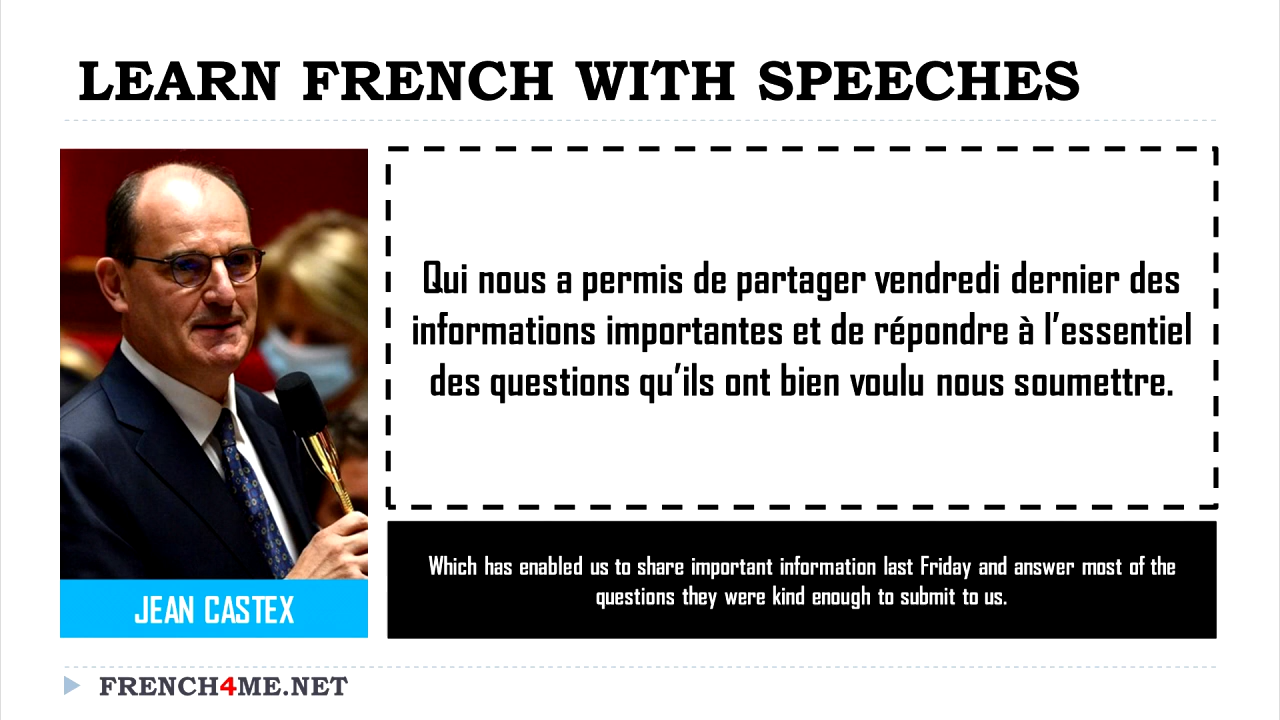 LEARN FRENCH WITH SPEECHES
Qui nous a permis de partager vendredi dernier des
informations importantes et de répondre à l’essentiel
des questions qu’ils ont bien voulu nous soumettre.
Which has enabled us to share important information last Friday and answer most of the
questions they were kind enough to submit to us.
JEAN CASTEX
FRENCH4ME.NET